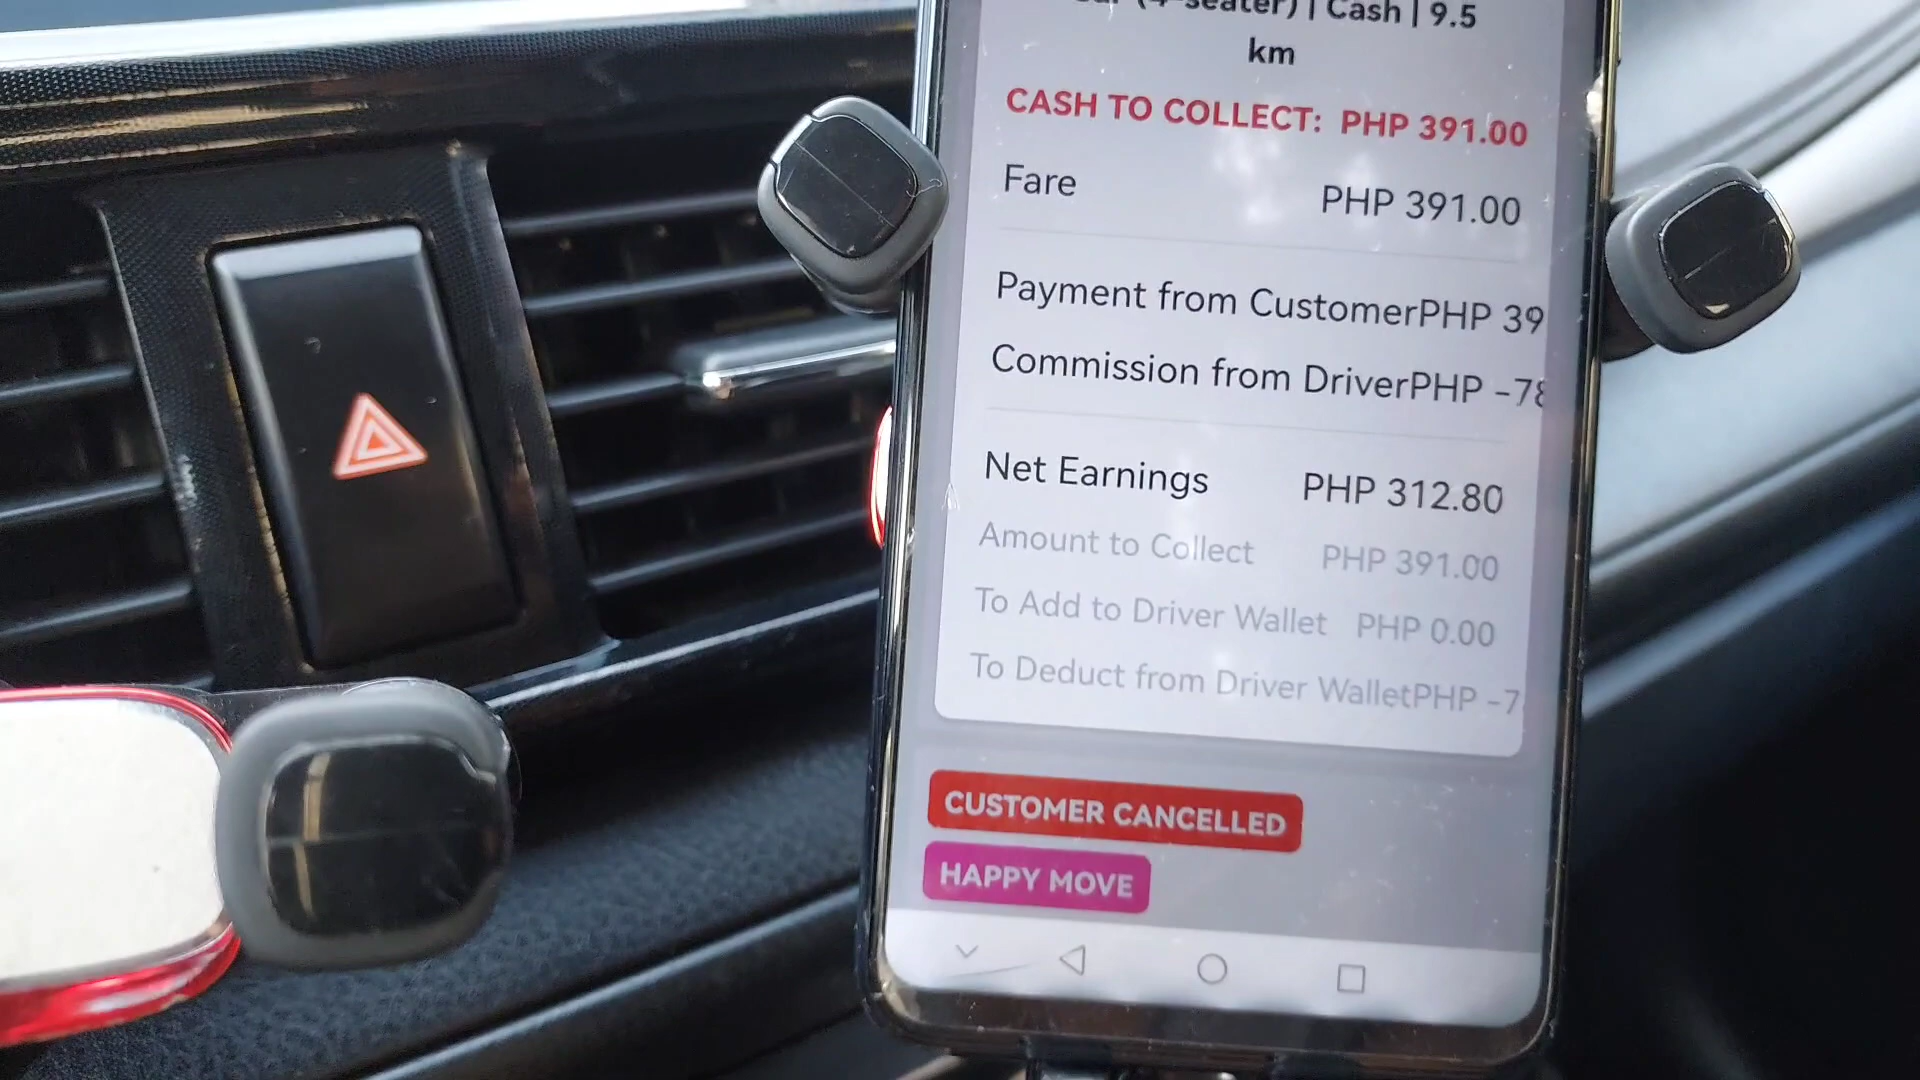 (4-seater) | Cash | 9.5
km
CASH TO COLLECT: PHP 391.00
Fare PHP 391.00
Payment from CustomerPHP 39
Commission from DriverPHP -78
Net Earnings PHP 312.80
Amount to Collect PHP 391.00
To Add to Driver Wallet PHP 0.00
To Deduct from Driver WalletPHP -7
CUSTOMER CANCELLED
HAPPY MOVE